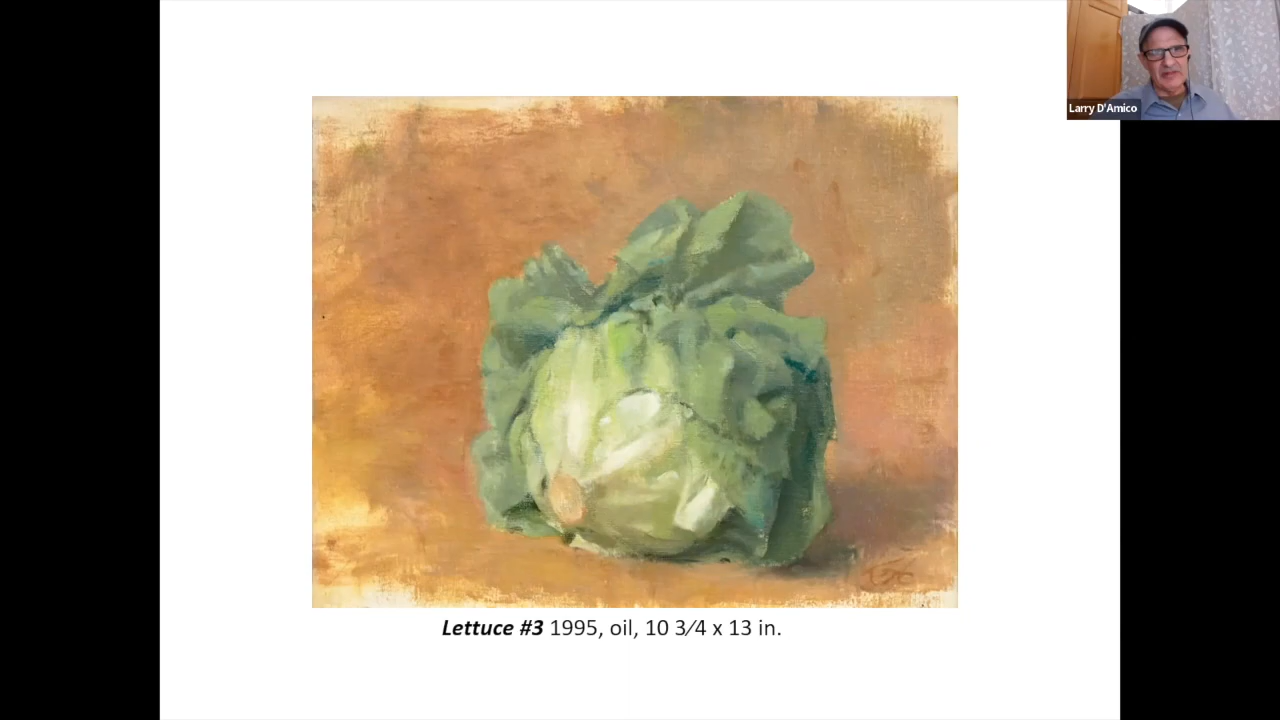 Larry D'Amico
Lettuce #3 1995, oil, 10 3⁄4 x 13 in.